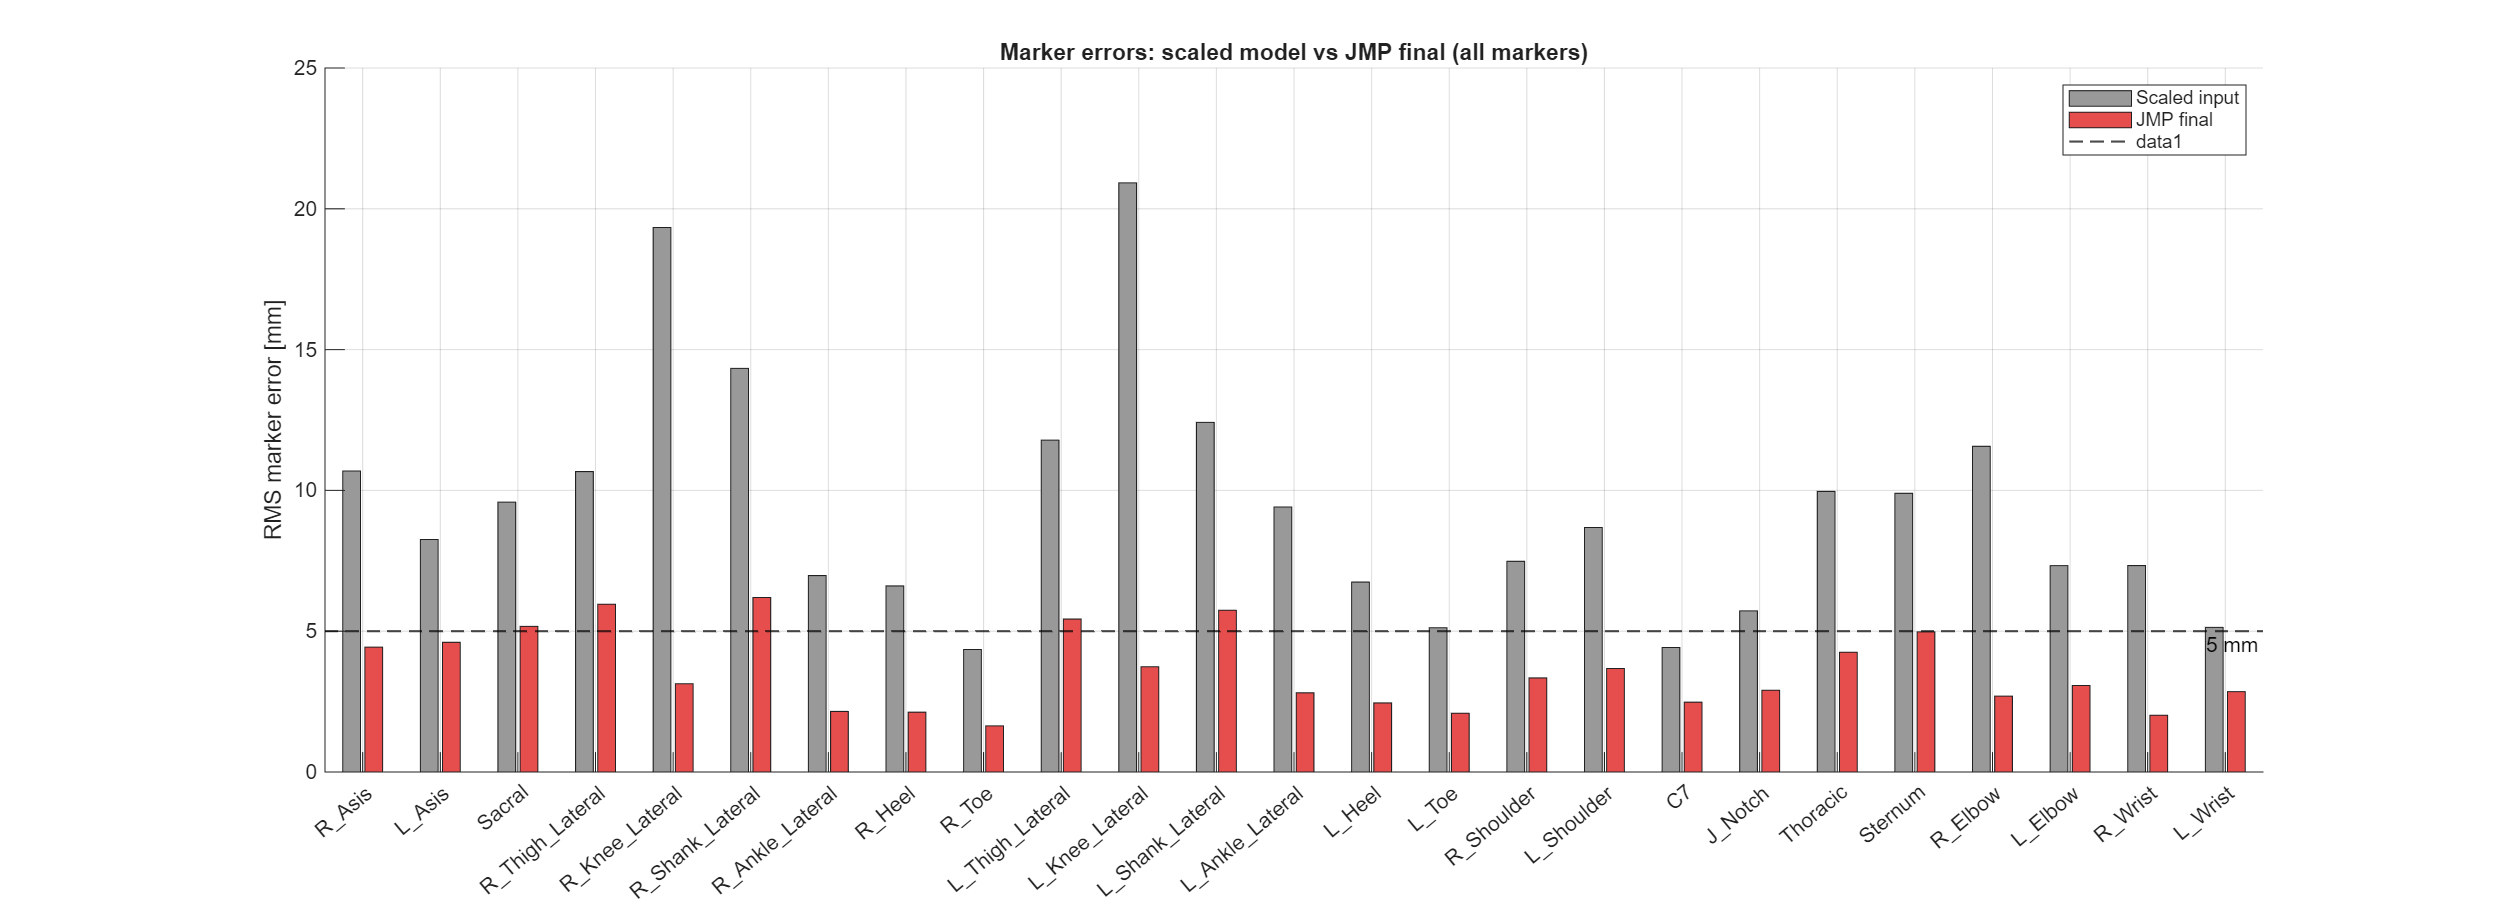 Marker errors: scaled model vs JMP final (all markers)
Scaled input
JMP final
data1
RMS marker error [mm]
25
20
15
10
5
0
5 mm
R_Asis
L_Asis
Sacral
R_Thigh_Lateral
R_Knee_Lateral
R_Shank_Lateral
R_Ankle_Lateral
R_Heel
R_Toe
L_Thigh_Lateral
L_Knee_Lateral
L_Shank_Lateral
L_Ankle_Lateral
L_Heel
L_Toe
R_Shoulder
L_Shoulder
C7
J_Notch
Thoracic
Sternum
R_Elbow
L_Elbow
R_Wrist
L_Wrist